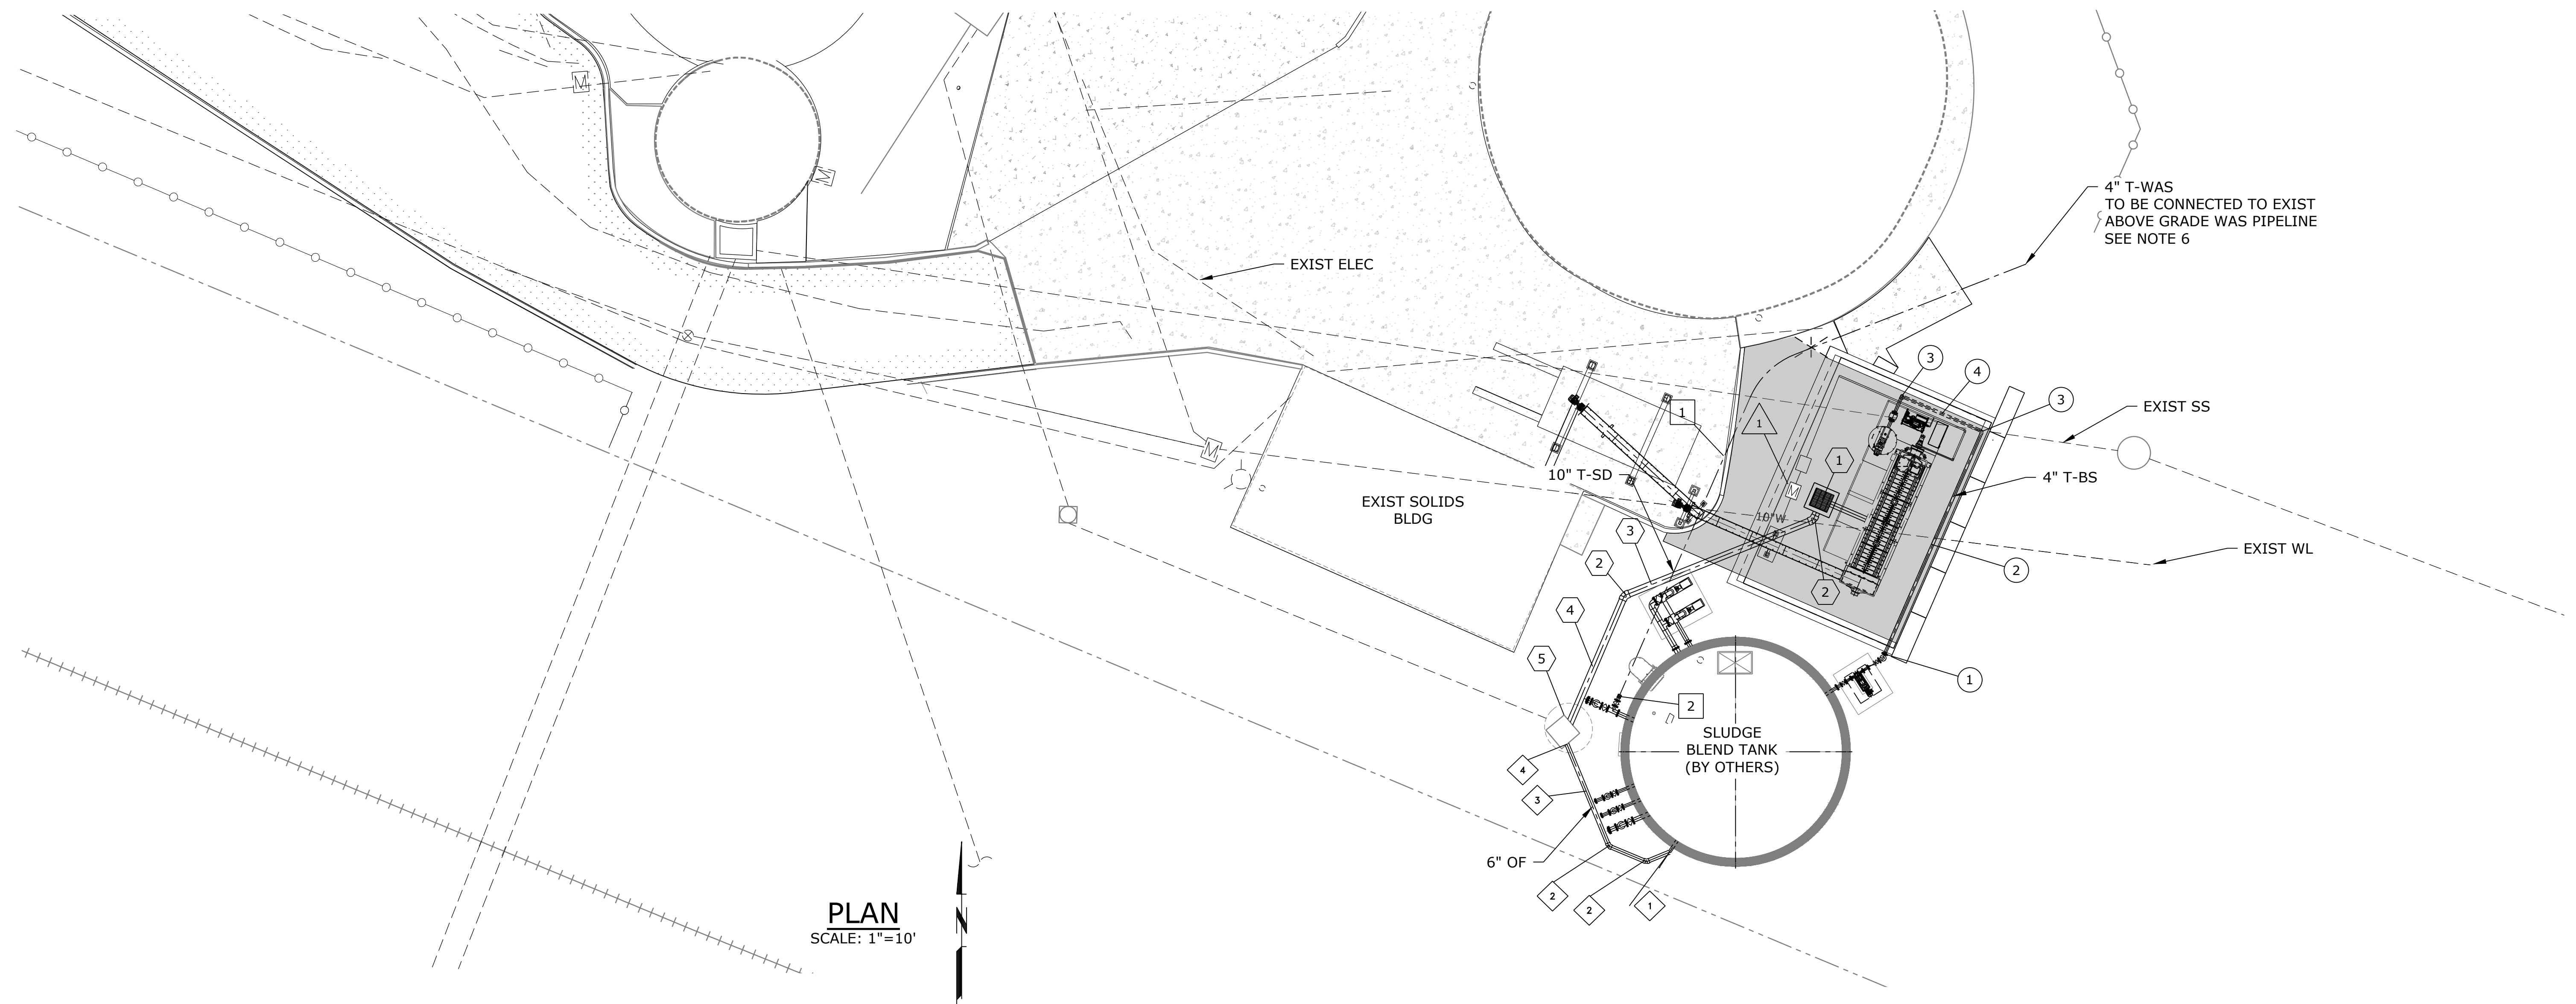 M
M
4" T-WAS
TO BE CONNECTED TO EXIST
ABOVE GRADE WAS PIPELINE
SEE NOTE 6
EXIST ELEC
3
4
3
EXIST SS
1
1
M
1
10" T-SD
4" T-BS
M
EXIST SOLIDS
BLDG
10"W
3
EXIST WL
2
2
2
4
5
1
2
SLUDGE
BLEND TANK
(BY OTHERS)
4
3
6" OF
2
2
1
PLAN
SCALE: 1"=10'
N